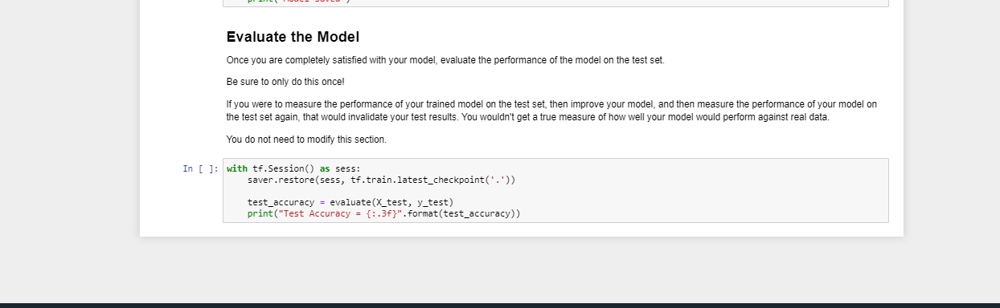 Evaluate the Model
Once you are completely satisfied with your model, evaluate the performance of the model on the test set.
Be sure to only do this once!
If you were to measure the performance of your trained model on the test set, then improve your model, and then measure the performance of your model on
the test set again, that would invalidate your test results. You wouldn't get a true measure of how well your model would perform against real data.
You do not need to modify this section.
In [ ]: with tf.Session() as sess:
saver.restore(sess, tf.train.latest_checkpoint('.'))
test_accuracy = evaluate(X_test, y_test)
print("Test Accuracy = {:.3f}".format(test_accuracy))